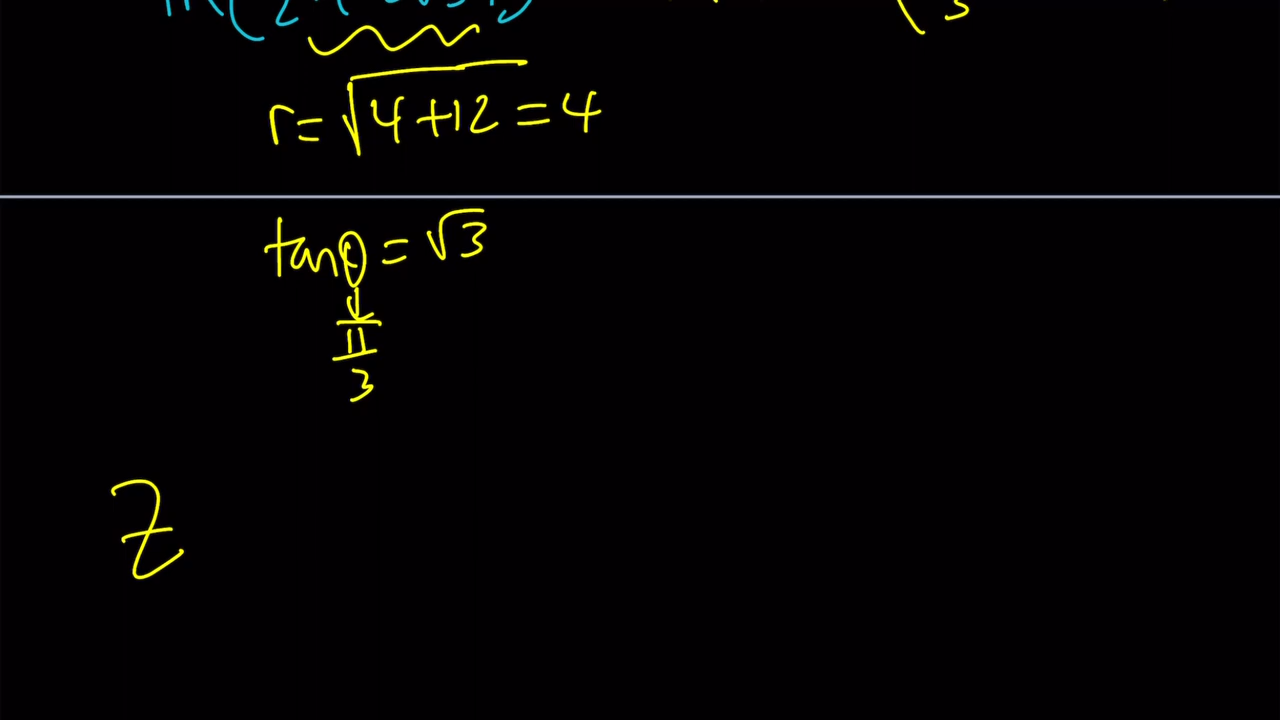 r = √4+12 = 4
tanθ = √3
↓
π
3
Z